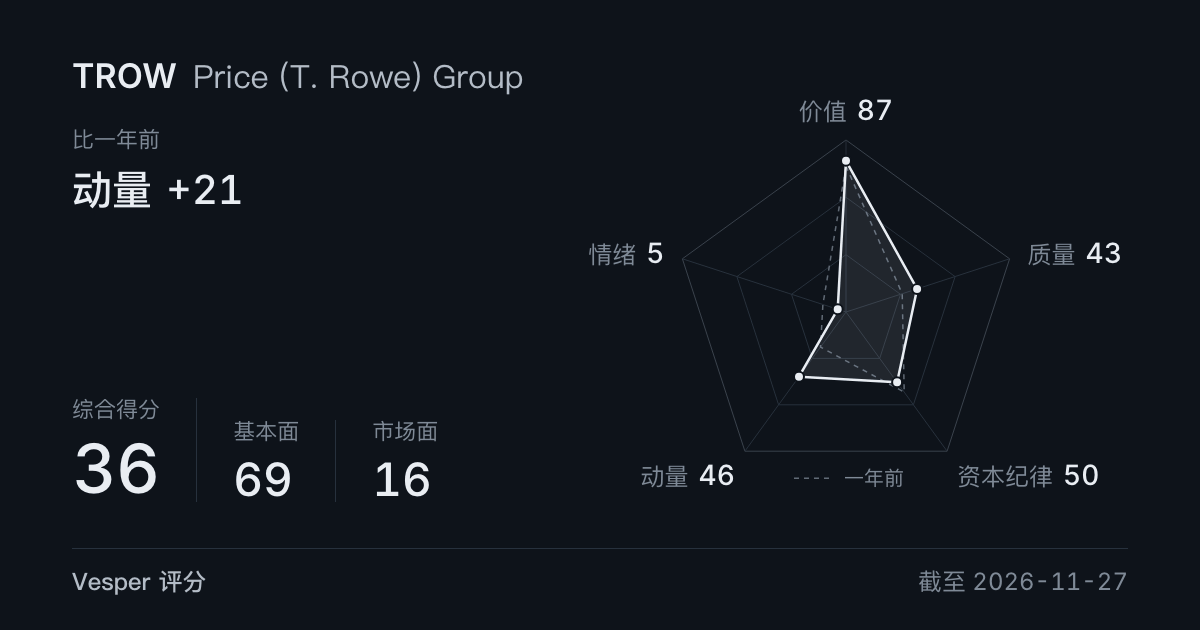 TROW Price (T. Rowe) Group
比一年前
动量 +21
价值 87
情绪 5
质量 43
动量 46
---- 一年前
资本纪律 50
综合得分
36
基本面
69
市场面
16
Vesper 评分
截至 2026-11-27